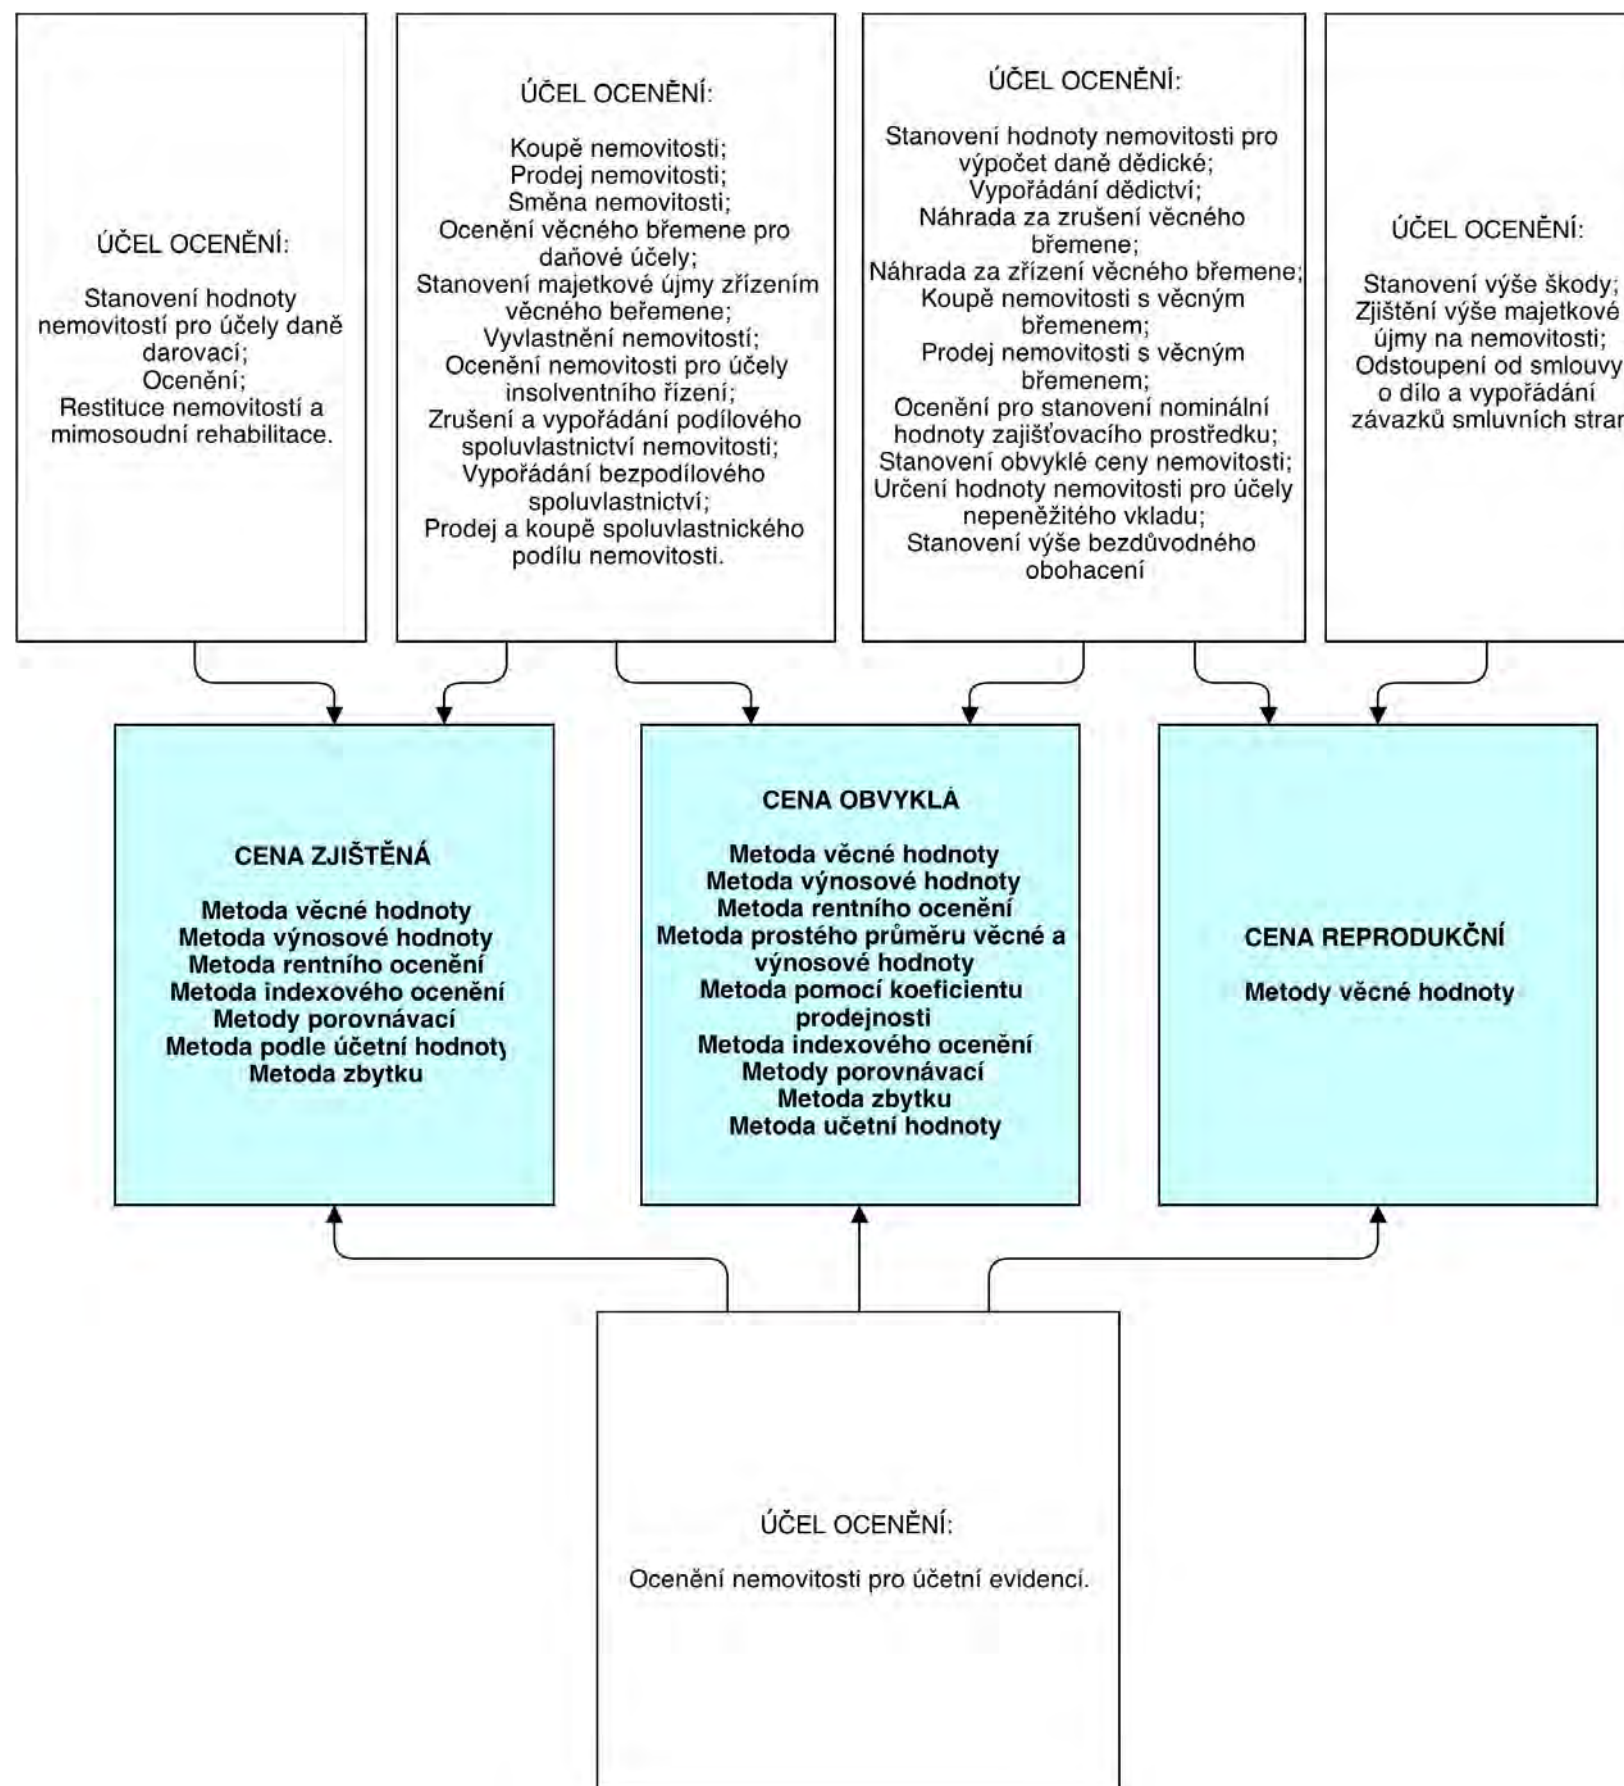 ÚČEL OCENĚNÍ:
Stanovení hodnoty
nemovitostí pro účely daně
darovací;
Ocenění;
Restituce nemovitostí a
mimosoudní rehabilitace.
ÚČEL OCENĚNÍ:
Koupě nemovitosti;
Prodej nemovitosti;
Směna nemovitosti;
Ocenění věcného břemene pro
daňové účely;
Stanovení majetkové újmy zřízením
věcného beřemene;
Vyvlastnění nemovitostí;
Ocenění nemovitosti pro účely
insolventního řízení;
Zrušení a vypořádání podílového
spoluvlastnictví nemovitosti;
Vypořádání bezpodílového
spoluvlastnictví;
Prodej a koupě spoluvlastnického
podílu nemovitosti.
ÚČEL OCENĚNÍ:
Stanovení hodnoty nemovitosti pro
výpočet daně dědické;
Vypořádání dědictví;
Náhrada za zrušení věcného
břemene;
Náhrada za zřízení věcného břemene;
Koupě nemovitosti s věcným
břemenem;
Prodej nemovitosti s věcným
břemenem;
Ocenění pro stanovení nominální
hodnoty zajišťovacího prostředku;
Stanovení obvyklé ceny nemovitosti;
Určení hodnoty nemovitosti pro účely
nepeněžitého vkladu;
Stanovení výše bezdůvodného
obohacení
ÚČEL OCENĚNÍ:
Stanovení výše škody;
Zjištění výše majetkové
újmy na nemovitosti;
Odstoupení od smlouvy
o dílo a vypořádání
závazků smluvních stran
CENA ZJIŠTĚNÁ
Metoda věcné hodnoty
Metoda výnosové hodnoty
Metoda rentního ocenění
Metoda indexového ocenění
Metody porovnávací
Metoda podle účetní hodnoty
Metoda zbytku
CENA OBVYKLÁ
Metoda věcné hodnoty
Metoda výnosové hodnoty
Metoda rentního ocenění
Metoda prostého průměru věcné a
výnosové hodnoty
Metoda pomocí koeficientu
prodejnosti
Metoda indexového ocenění
Metody porovnávací
Metoda zbytku
Metoda učetní hodnoty
CENA REPRODUKČNÍ
Metody věcné hodnoty
ÚČEL OCENĚNÍ:
Ocenění nemovitosti pro účetní evidenci.